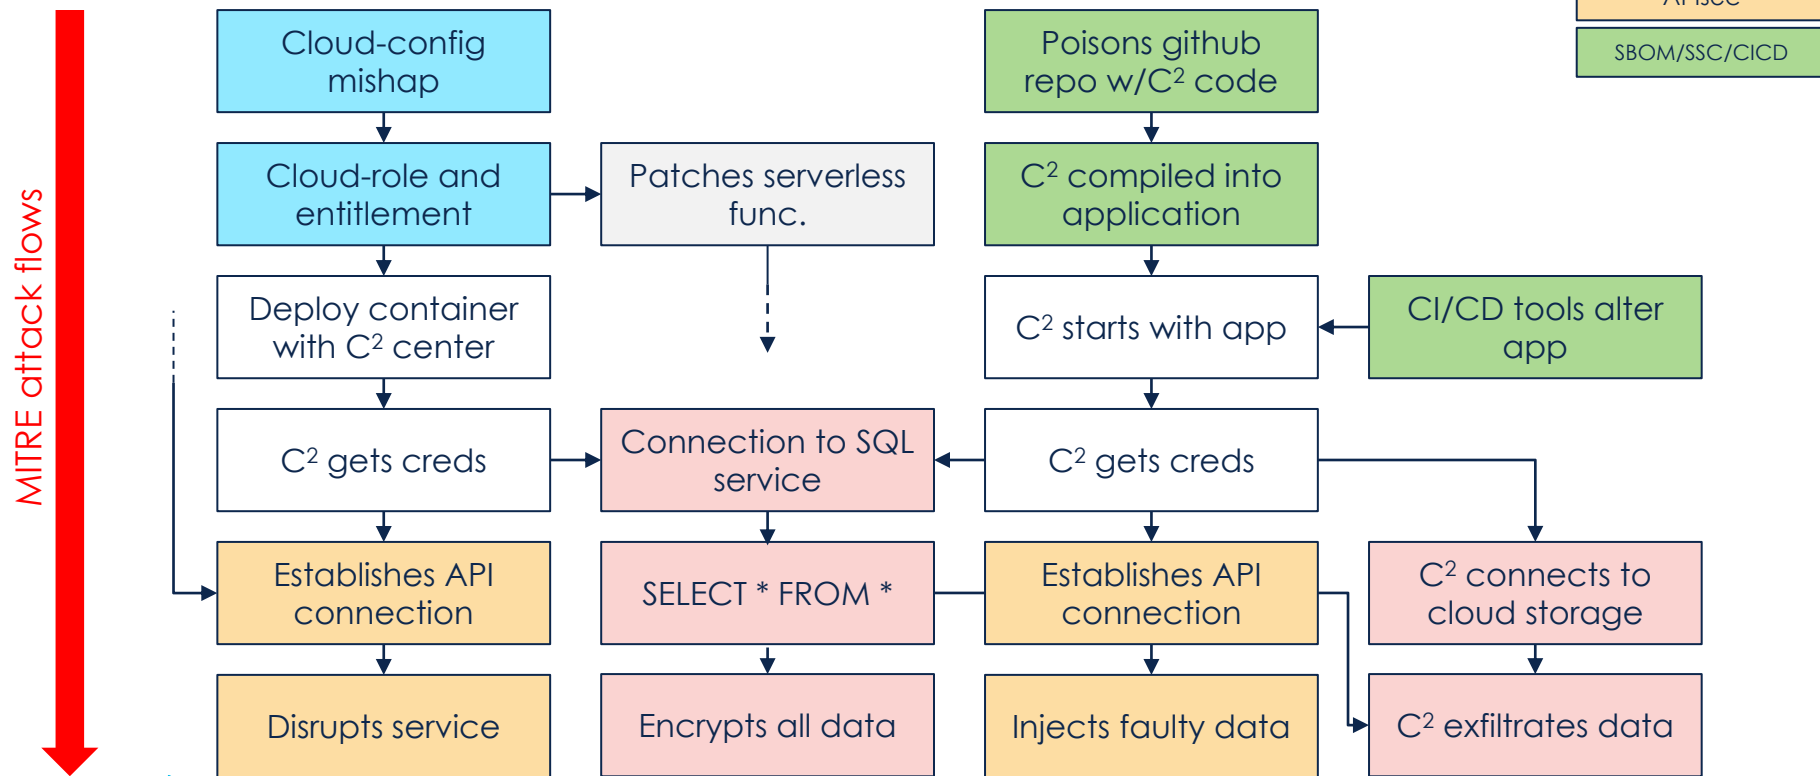 APIsec
SBOM/SSC/CICD
MITRE attack flows
Cloud-config
mishap
Poisons github
repo w/C² code
Cloud-role and
entitlement
Patches serverless
func.
C² compiled into
application
Deploy container
with C² center
C² starts with app
CI/CD tools alter
app
C² gets creds
Connection to SQL
service
C² gets creds
Establishes API
connection
SELECT * FROM *
Establishes API
connection
C² connects to
cloud storage
Disrupts service
Encrypts all data
Injects faulty data
C² exfiltrates data